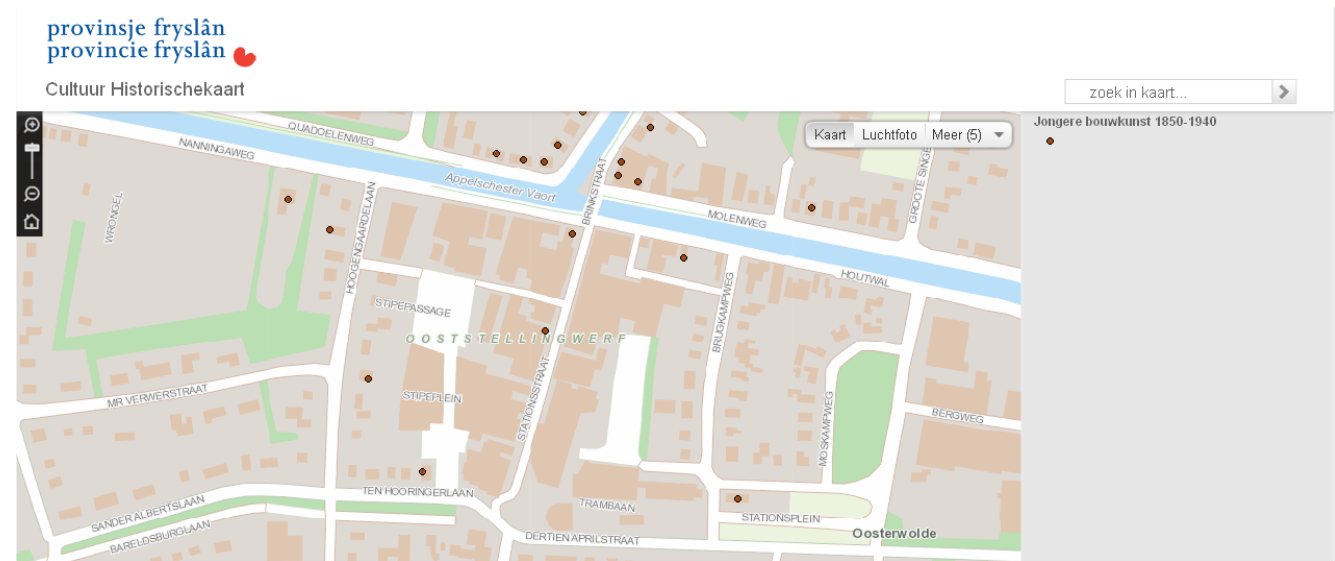 provinsje fryslân
provincie fryslân
Cultuur Historischekaart
zoek in kaart...
Kaart Luchtfoto Meer (5)
Jongere bouwkunst 1850-1940
QUADOELENWEG
NANNINGAWEG
Appelschester Vaort
BRINKSTRAAT
GROOTE SINGE
WRONGEL
HOOGENGAARDELAAN
MOLENWEG
HOUTWAL
STIPEPASSAGE
BRUGKAMPWEG
OOSTSTELLINGWERF
MR VERWERSTRAAT
STIPEPLEIN
STATIONSSTRAAT
MOSKAMPWEG
BERGWEG
TEN HOORINGERLAAN
SANDER ALBERTSLAAN
TRAMBAAN
STATIONSPLEIN
BARELDSBURGLAAN
DERTIEN APRILSTRAAT
Oosterwolde